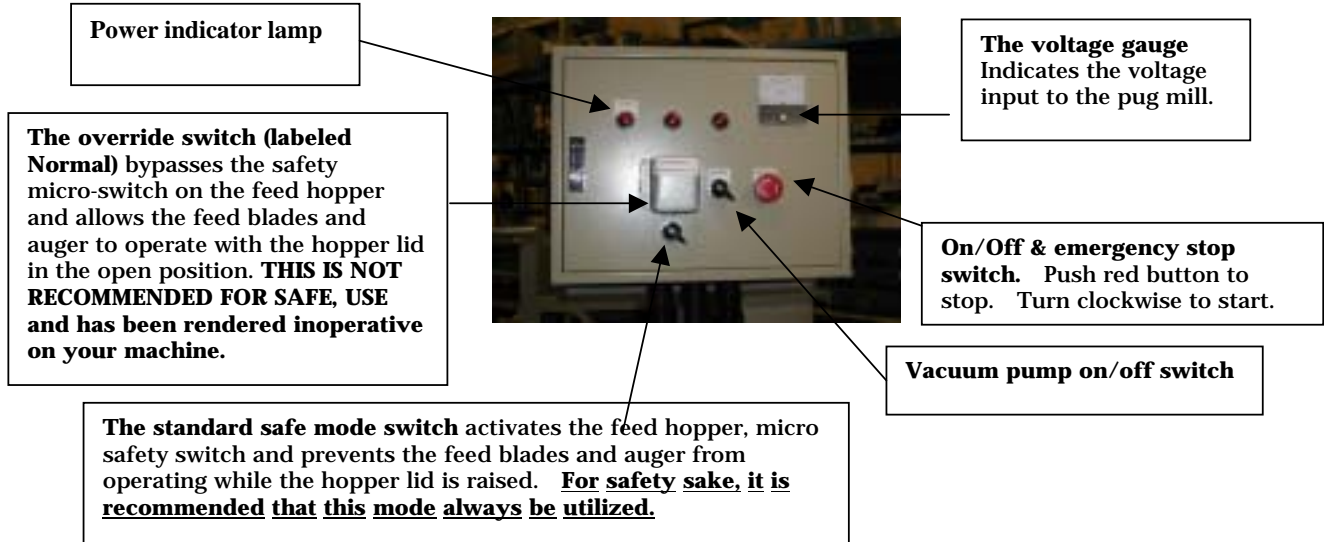 Power indicator lamp
The voltage gauge
Indicates the voltage
input to the pug mill.
The override switch (labeled
Normal) bypasses the safety
micro-switch on the feed hopper
and allows the feed blades and
auger to operate with the hopper lid
in the open position. THIS IS NOT
RECOMMENDED FOR SAFE, USE
and has been rendered inoperative
on your machine.
On/Off & emergency stop
switch. Push red button to
stop. Turn clockwise to start.
Vacuum pump on/off switch
The standard safe mode switch activates the feed hopper, micro
safety switch and prevents the feed blades and auger from
operating while the hopper lid is raised. For safety sake, it is
recommended that this mode always be utilized.